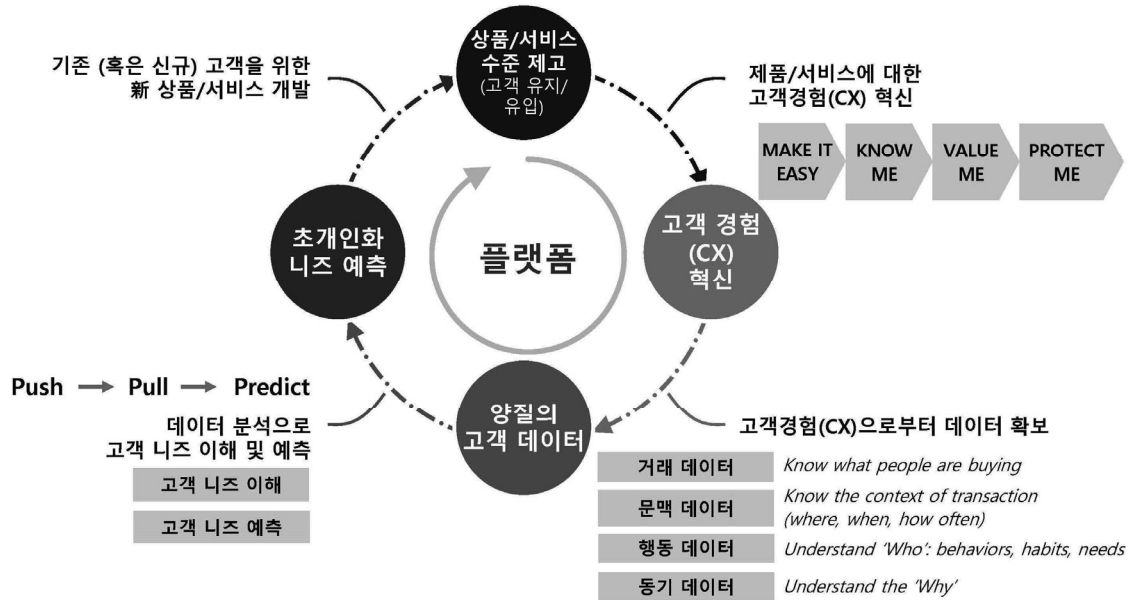 상품/서비스
수준 제고
(고객 유지/
유입)
기존 (혹은 신규) 고객을 위한
新 상품/서비스 개발
제품/서비스에 대한
고객경험(CX) 혁신
MAKE IT
EASY
KNOW
ME
VALUE
ME
PROTECT
ME
초개인화
니즈 예측
플랫폼
고객 경험
(CX)
혁신
Push → Pull → Predict
데이터 분석으로
고객 니즈 이해 및 예측
고객 니즈 이해
고객 니즈 예측
양질의
고객 데이터
고객경험(CX)으로부터 데이터 확보
거래 데이터 Know what people are buying
문맥 데이터 Know the context of transaction
(where, when, how often)
행동 데이터 Understand ‘Who’: behaviors, habits, needs
동기 데이터 Understand the ‘Why’